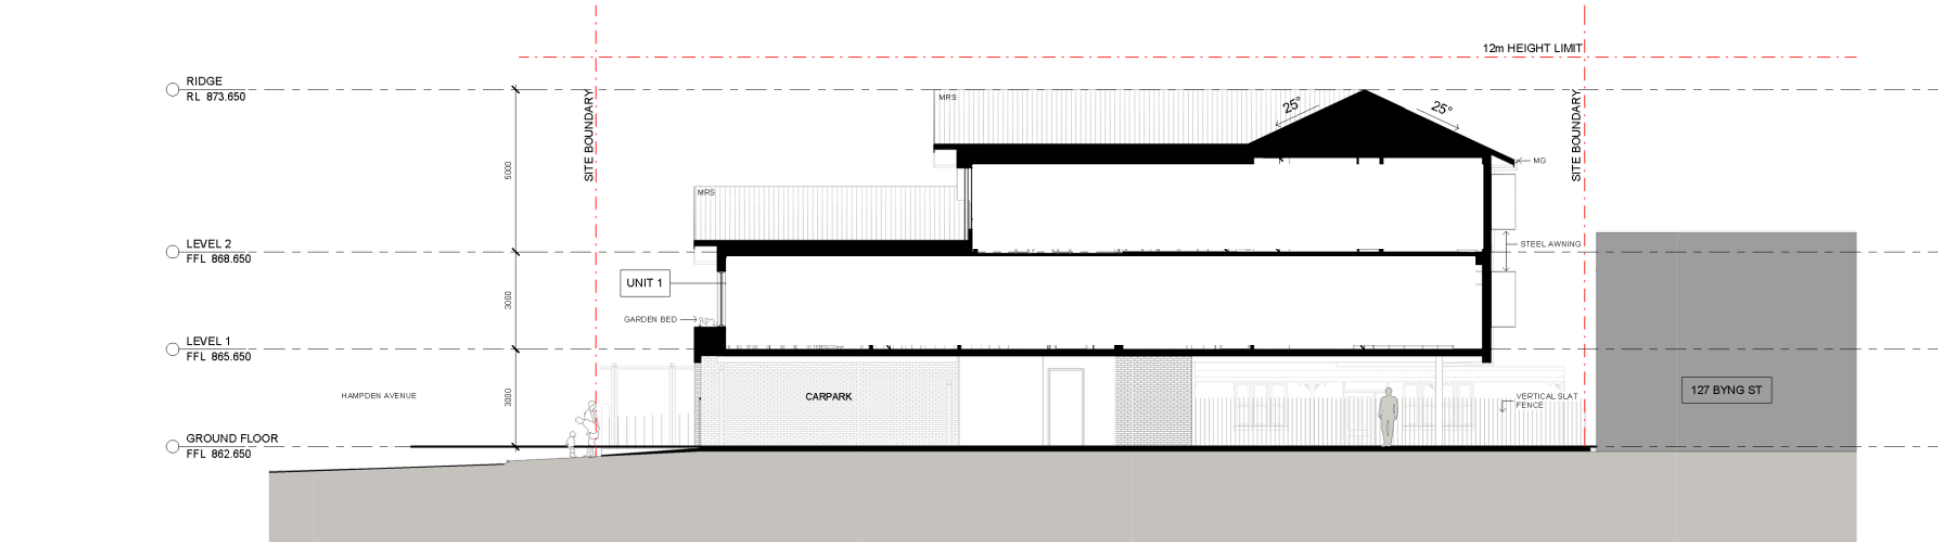 12m HEIGHT LIMIT
RIDGE
RL 873.650
SITE BOUNDARY
MRS
25°
25°
SITE BOUNDARY
MG
5000
MRS
LEVEL 2
FFL 868.650
STEEL AWNING
UNIT 1
3000
GARDEN BED
LEVEL 1
FFL 865.650
HAMPDEN AVENUE
3000
CARPARK
VERTICAL SLAT
FENCE
127 BYNG ST
GROUND FLOOR
FFL 862.650